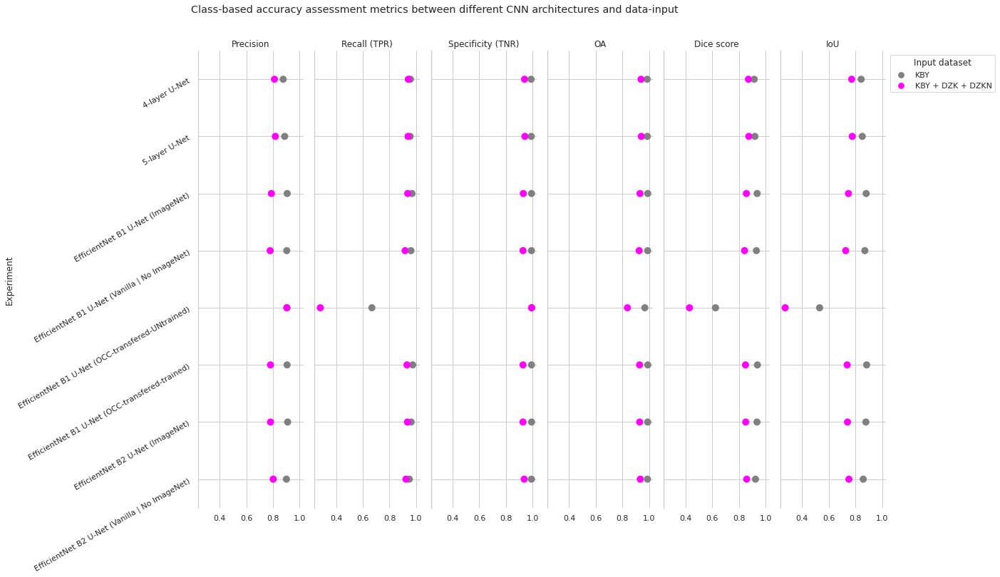 Class-based accuracy assessment metrics between different CNN architectures and data-input
Precision
Recall (TPR)
Specificity (TNR)
OA
Dice score
IoU
Input dataset
KBY
KBY + DZK + DZKN
Experiment
4-layer U-Net
5-layer U-Net
EfficientNet B1 U-Net (ImageNet)
EfficientNet B1 U-Net (Vanilla | No ImageNet)
EfficientNet B1 U-Net (OCC-transfered-UNtrained)
EfficientNet B1 U-Net (OCC-transfered-trained)
EfficientNet B2 U-Net (ImageNet)
EfficientNet B2 U-Net (Vanilla | No ImageNet)
0.4 0.6 0.8 1.0
0.4 0.6 0.8 1.0
0.4 0.6 0.8 1.0
0.4 0.6 0.8 1.0
0.4 0.6 0.8 1.0
0.4 0.6 0.8 1.0